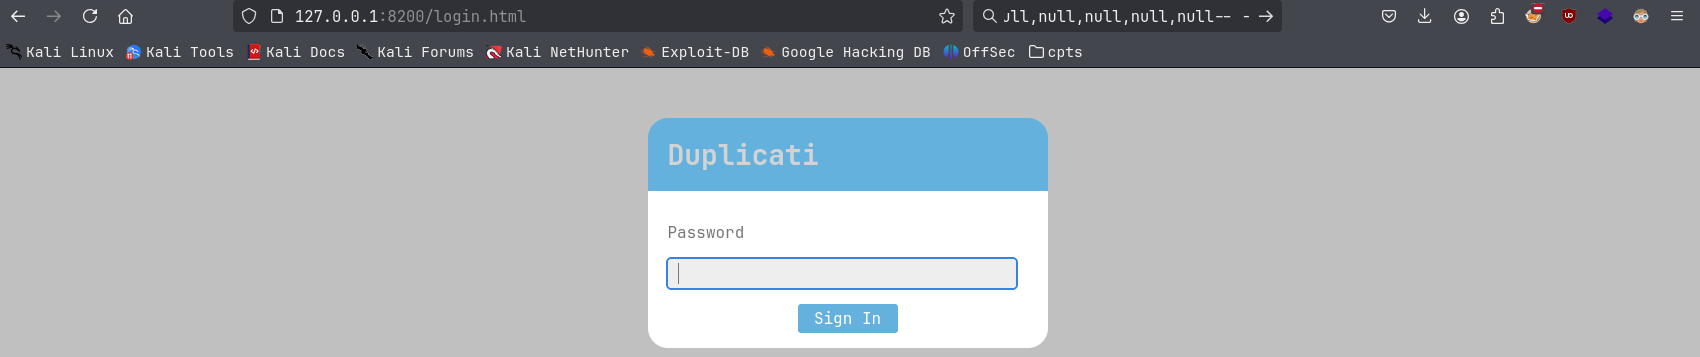 127.0.0.1:8200/login.html
ull,null,null,null,null-- -
Kali Linux Kali Tools Kali Docs Kali Forums Kali NetHunter Exploit-DB Google Hacking DB OffSec cpts
Duplicati
Password
Sign In